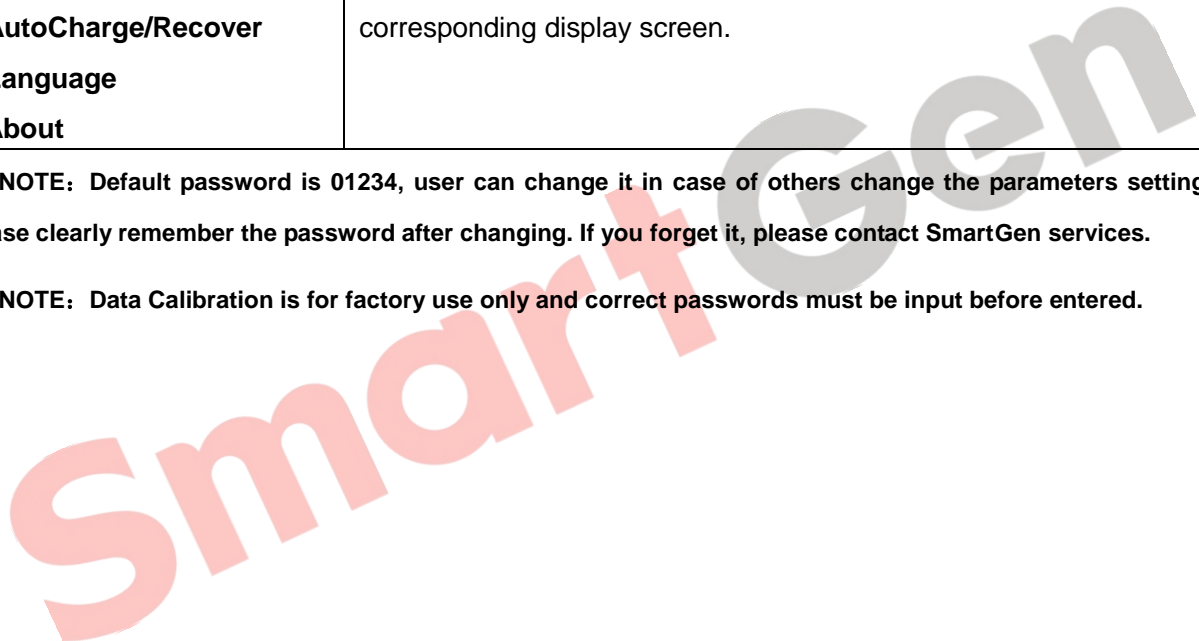 AutoCharge/Recover corresponding display screen.
Language
About
NOTE：Default password is 01234, user can change it in case of others change the parameters setting
ase clearly remember the password after changing. If you forget it, please contact SmartGen services.
NOTE：Data Calibration is for factory use only and correct passwords must be input before entered.
SmartGen